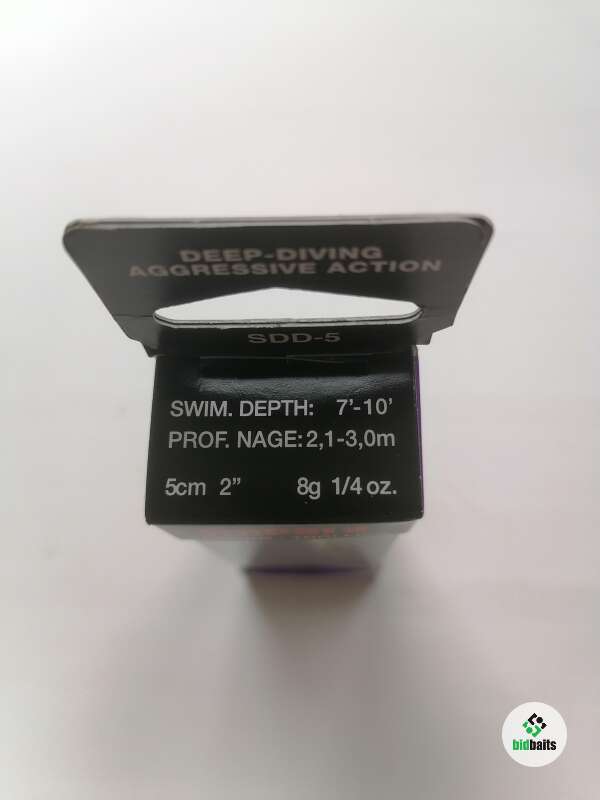 DEEP-DIVING
AGGRESSIVE ACTION
SDD-5
SWIM. DEPTH: 7'-10'
PROF. NAGE: 2,1-3,0m
5cm 2” 8g 1/4 oz.
bidbaits